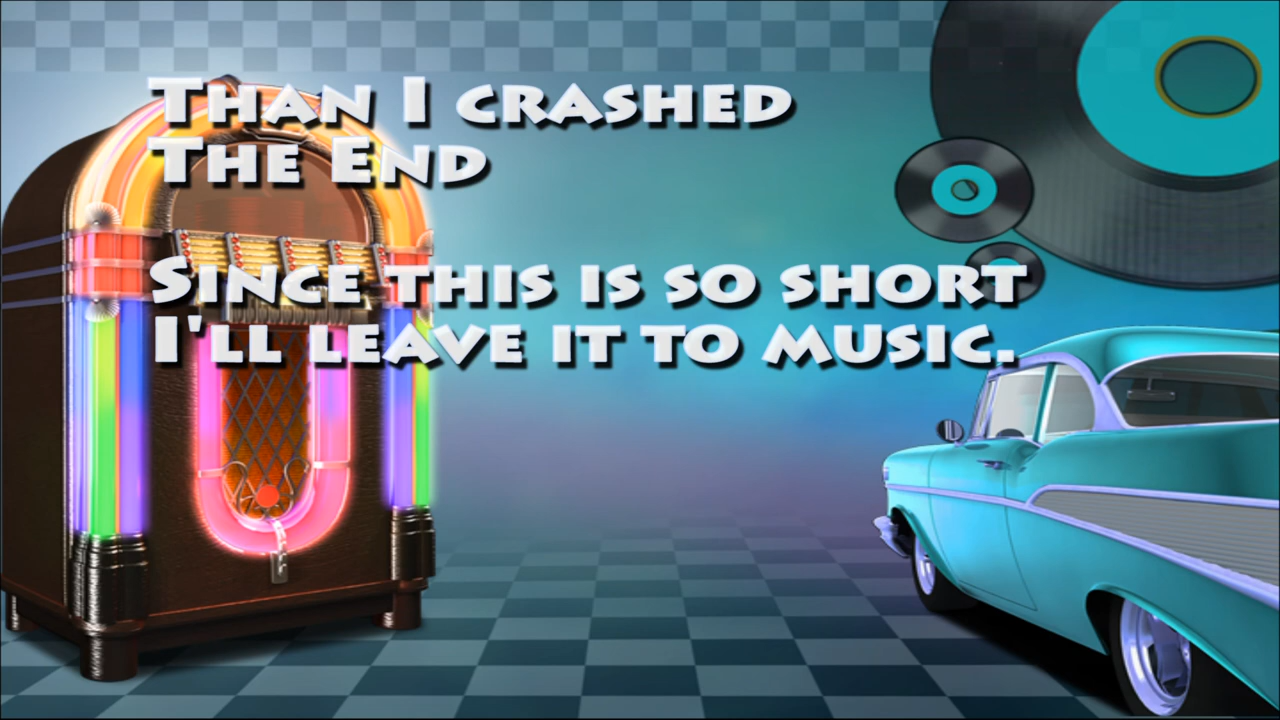 Than I crashed
The End
Since this is so short
I'll leave it to music.